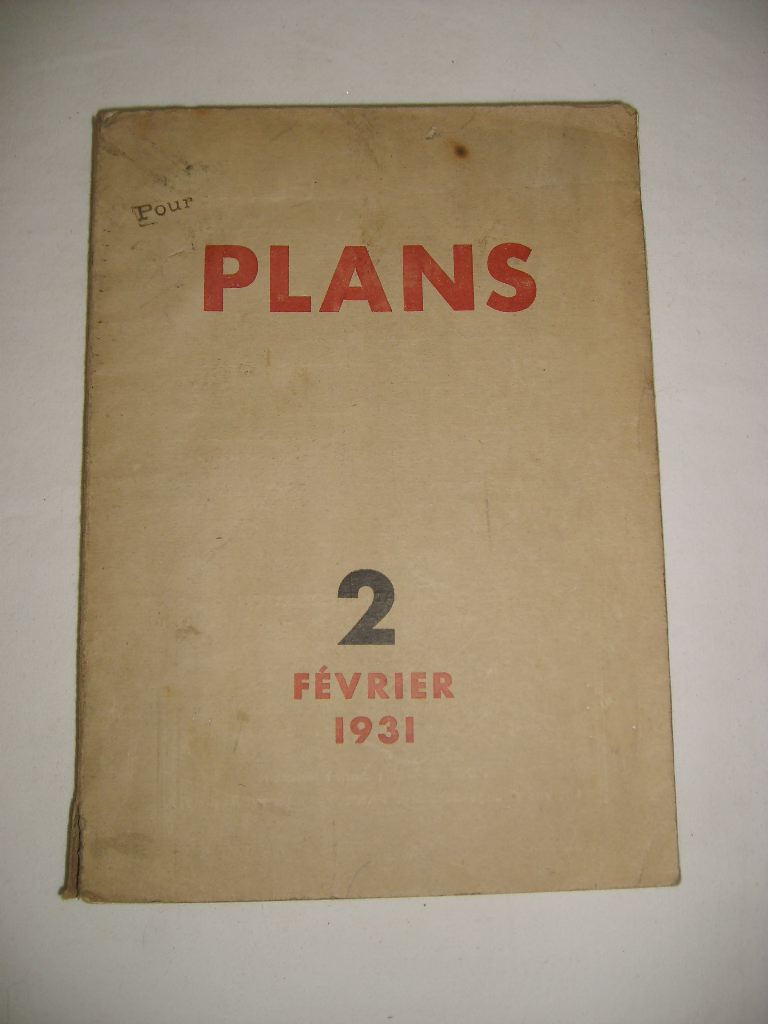 Pour
PLANS
2
FÉVRIER
1931